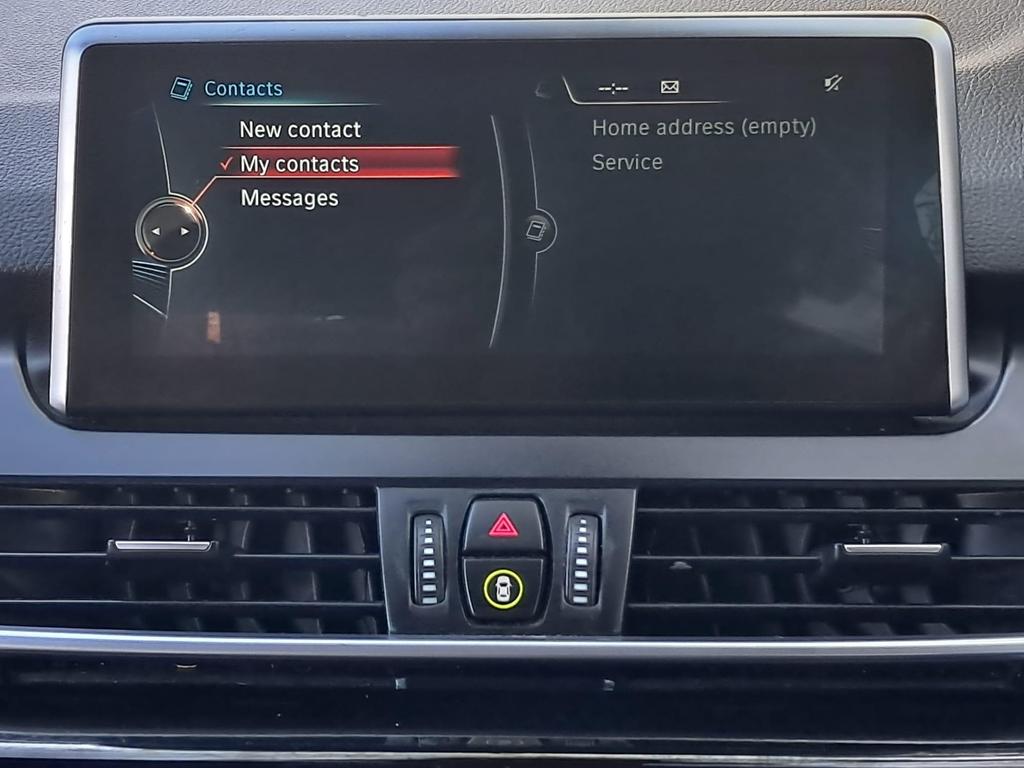 Contacts
--:--
New contact
Home address (empty)
My contacts
Service
Messages